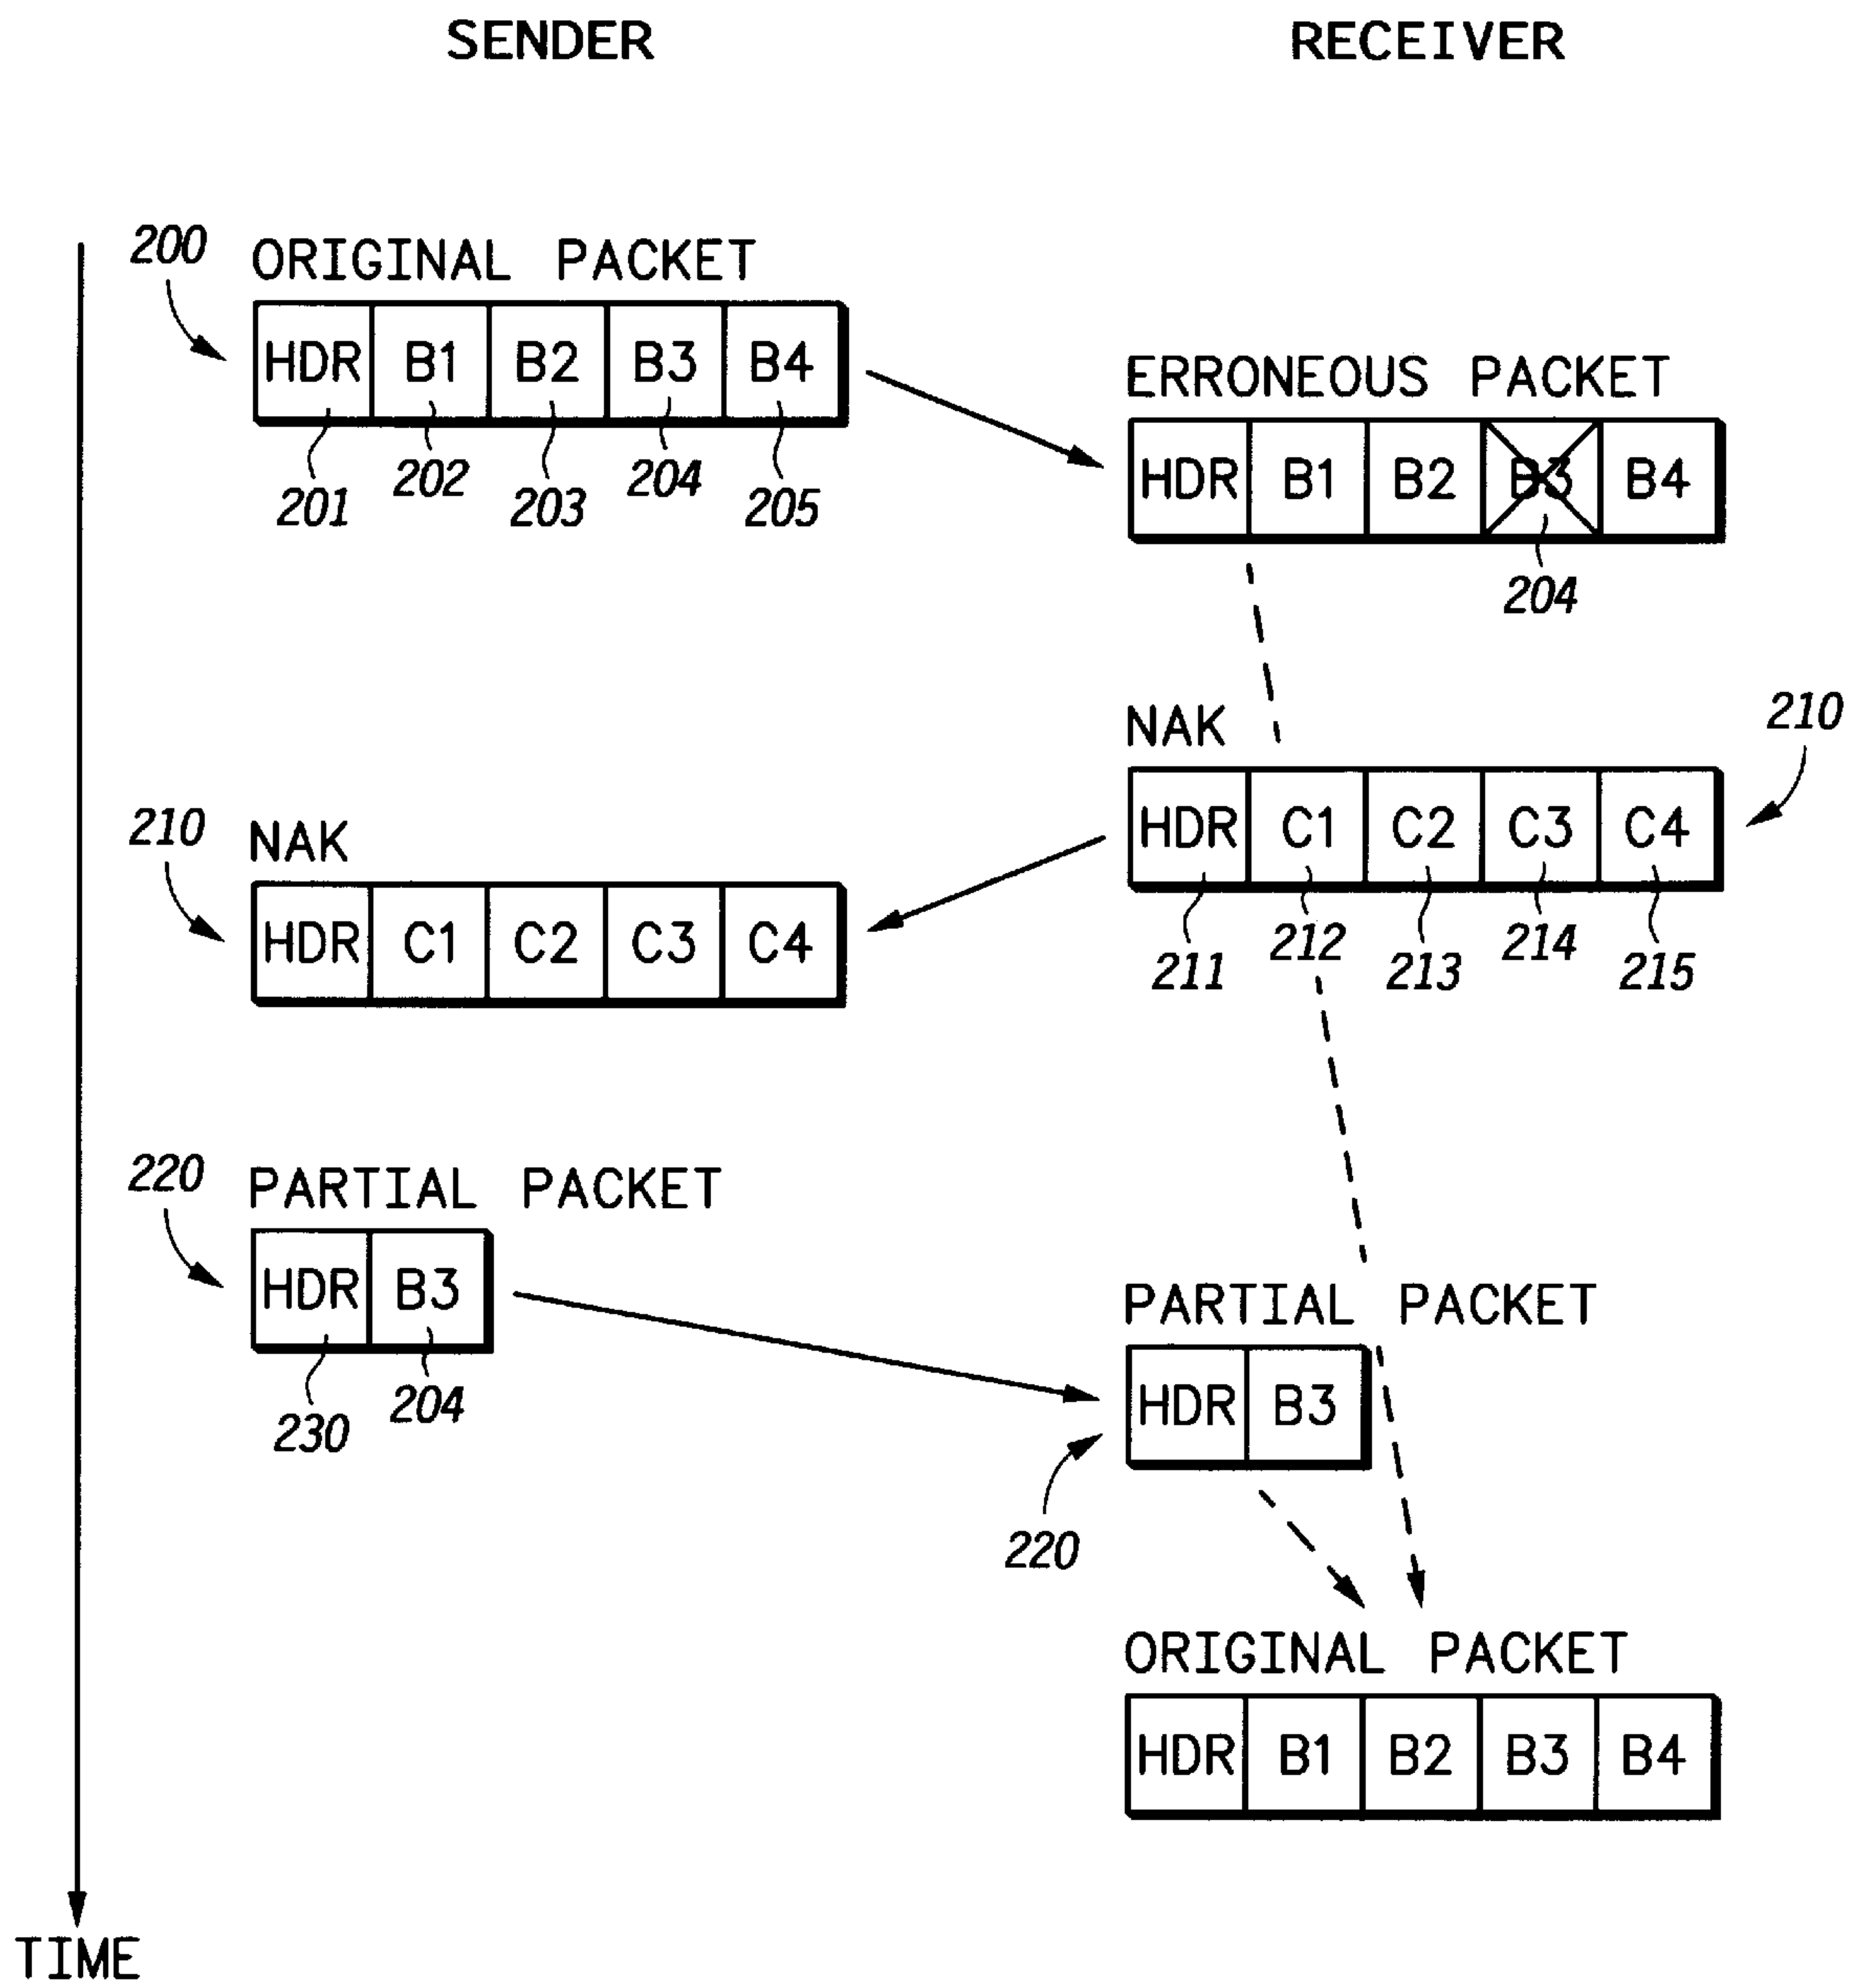 SENDER
RECEIVER
200
ORIGINAL PACKET
HDR B1 B2 B3 B4
201 202 203 204 205
ERRONEOUS PACKET
HDR B1 B2 B3 B4
204
NAK
210
HDR C1 C2 C3 C4
211 212 213 214 215
210
NAK
HDR C1 C2 C3 C4
220
PARTIAL PACKET
HDR B3
230 204
PARTIAL PACKET
HDR B3
220
ORIGINAL PACKET
HDR B1 B2 B3 B4
TIME